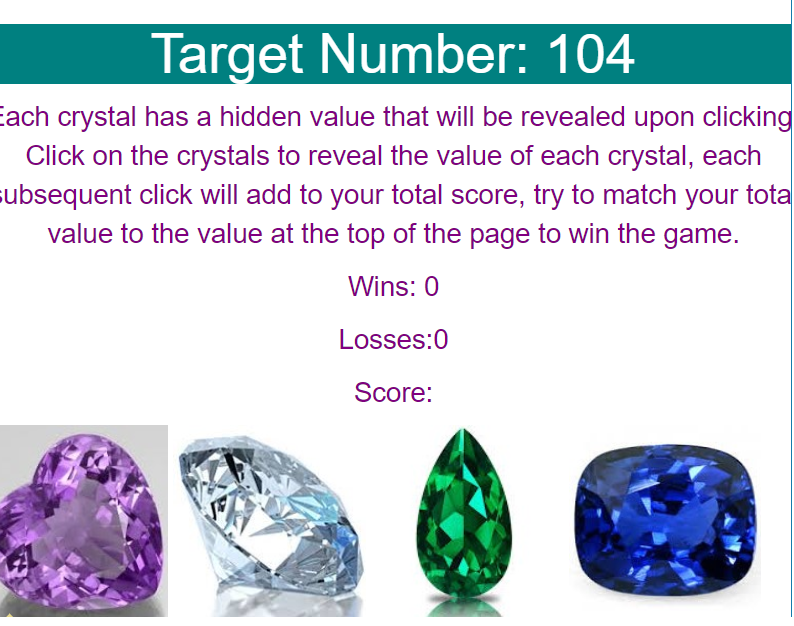 Target Number: 104
Each crystal has a hidden value that will be revealed upon clicking
Click on the crystals to reveal the value of each crystal, each
subsequent click will add to your total score, try to match your tota
value to the value at the top of the page to win the game.
Wins: 0
Losses:0
Score: